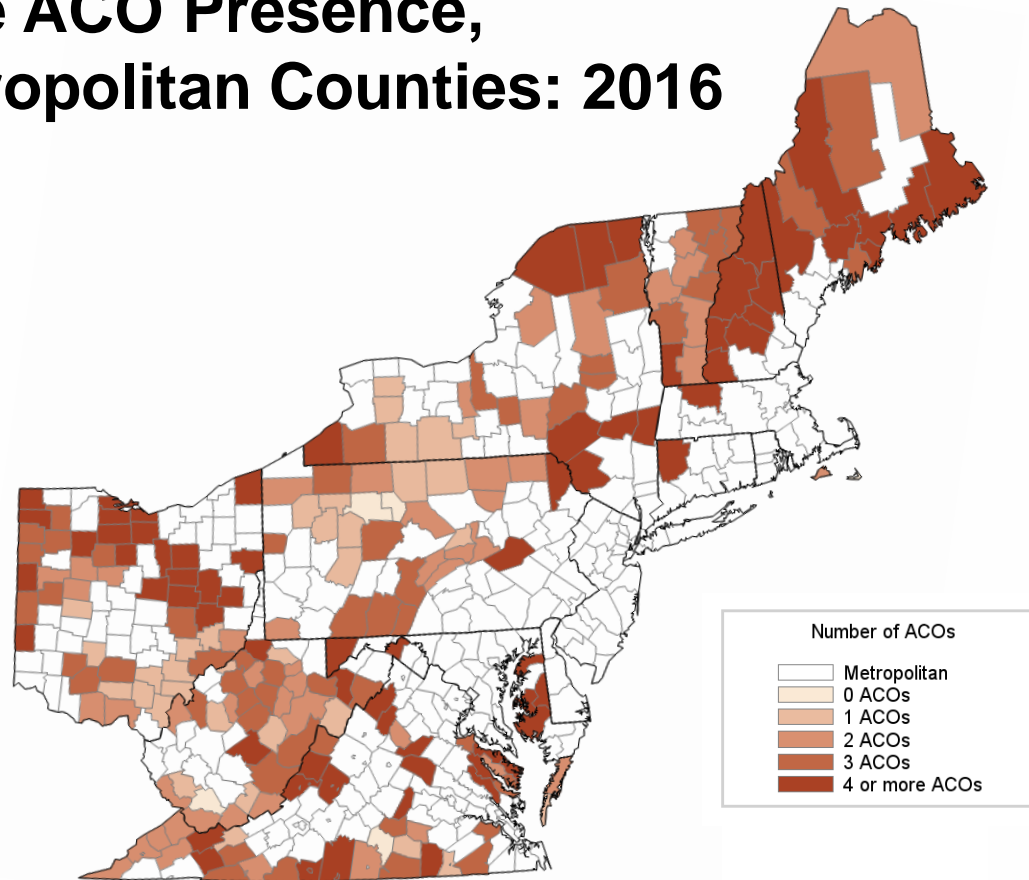 ACO Presence,
Counties: 2016
Number of ACOs
Metropolitan
0 ACOs
1 ACOs
2 ACOs
3 ACOs
4 or more ACOs